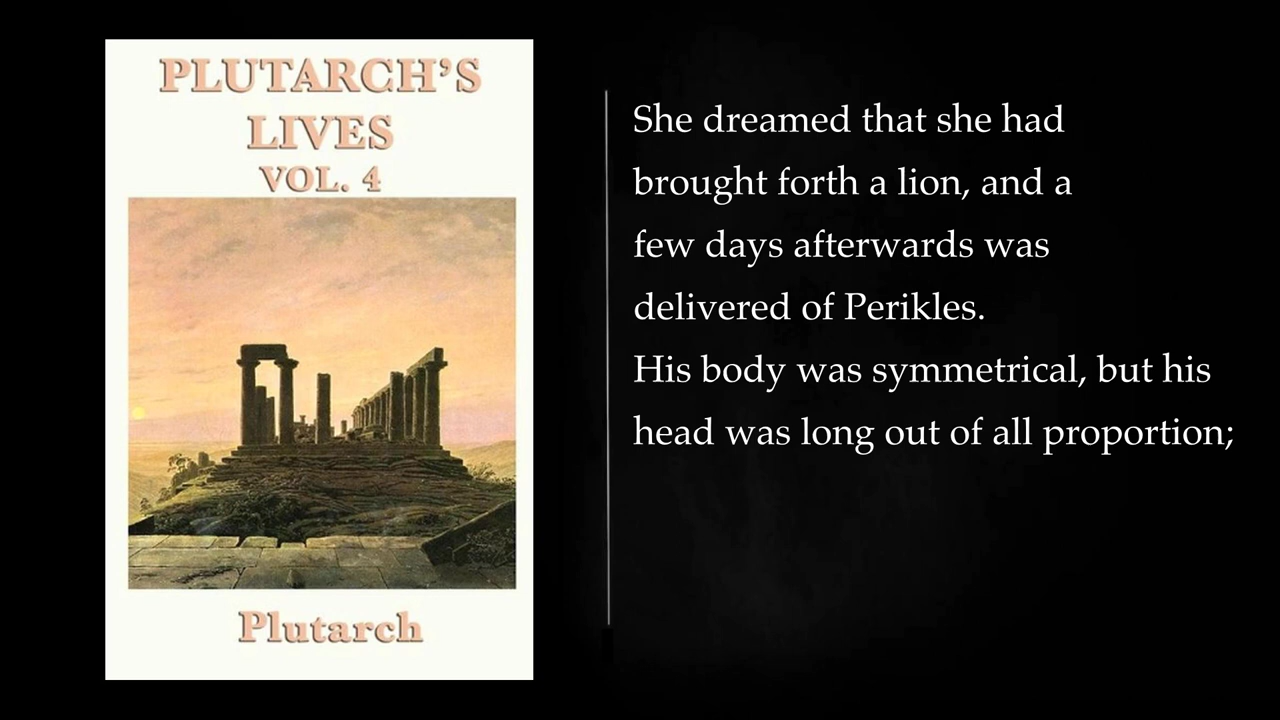 PLUTARCH'S
LIVES
VOL. 4
Plutarch
She dreamed that she had
brought forth a lion, and a
few days afterwards was
delivered of Perikles.
His body was symmetrical, but his
head was long out of all proportion;